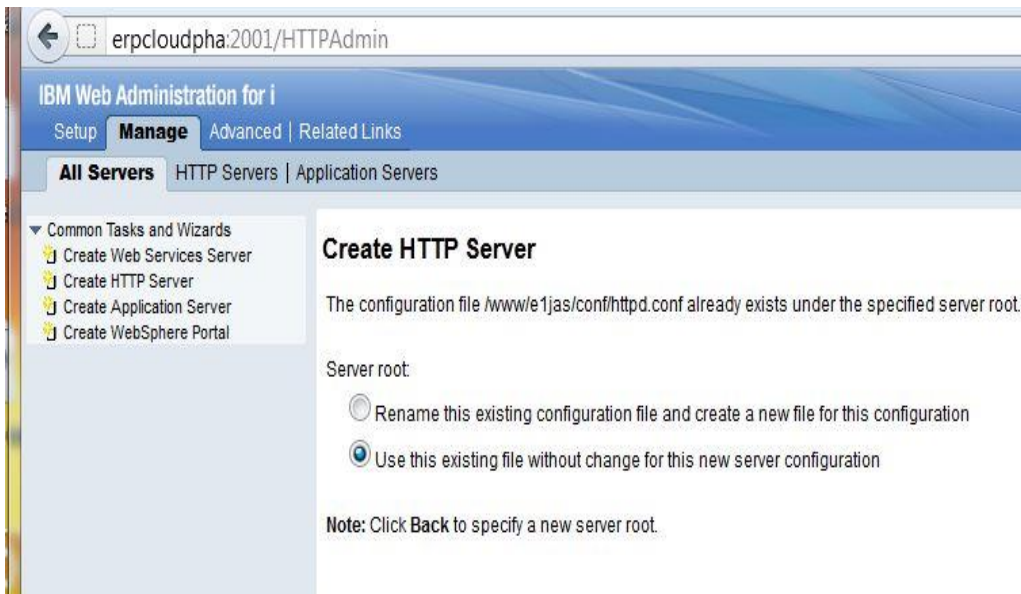 erpcloudpha:2001/HTTPAdmin
IBM Web Administration for i
Setup Manage Advanced | Related Links
All Servers HTTP Servers | Application Servers
Common Tasks and Wizards
Create Web Services Server
Create HTTP Server
Create Application Server
Create WebSphere Portal
Create HTTP Server
The configuration file /www/e1jas/conf/httpd.conf already exists under the specified server root.
Server root:
Rename this existing configuration file and create a new file for this configuration
Use this existing file without change for this new server configuration
Note: Click Back to specify a new server root.